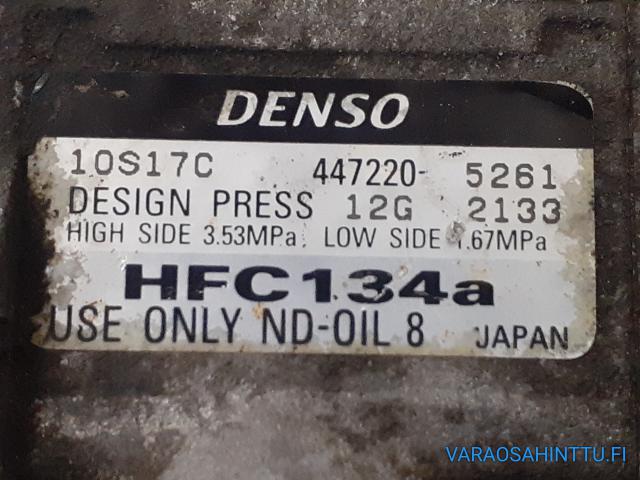 DENSO
10S17C 447220- 5261
DESIGN PRESS 12G 2133
HIGH SIDE 3.53MPa. LOW SIDE 1.67MPa
HFC134a
USE ONLY ND-OIL 8 JAPAN
VARAOSAHINTTU.FI